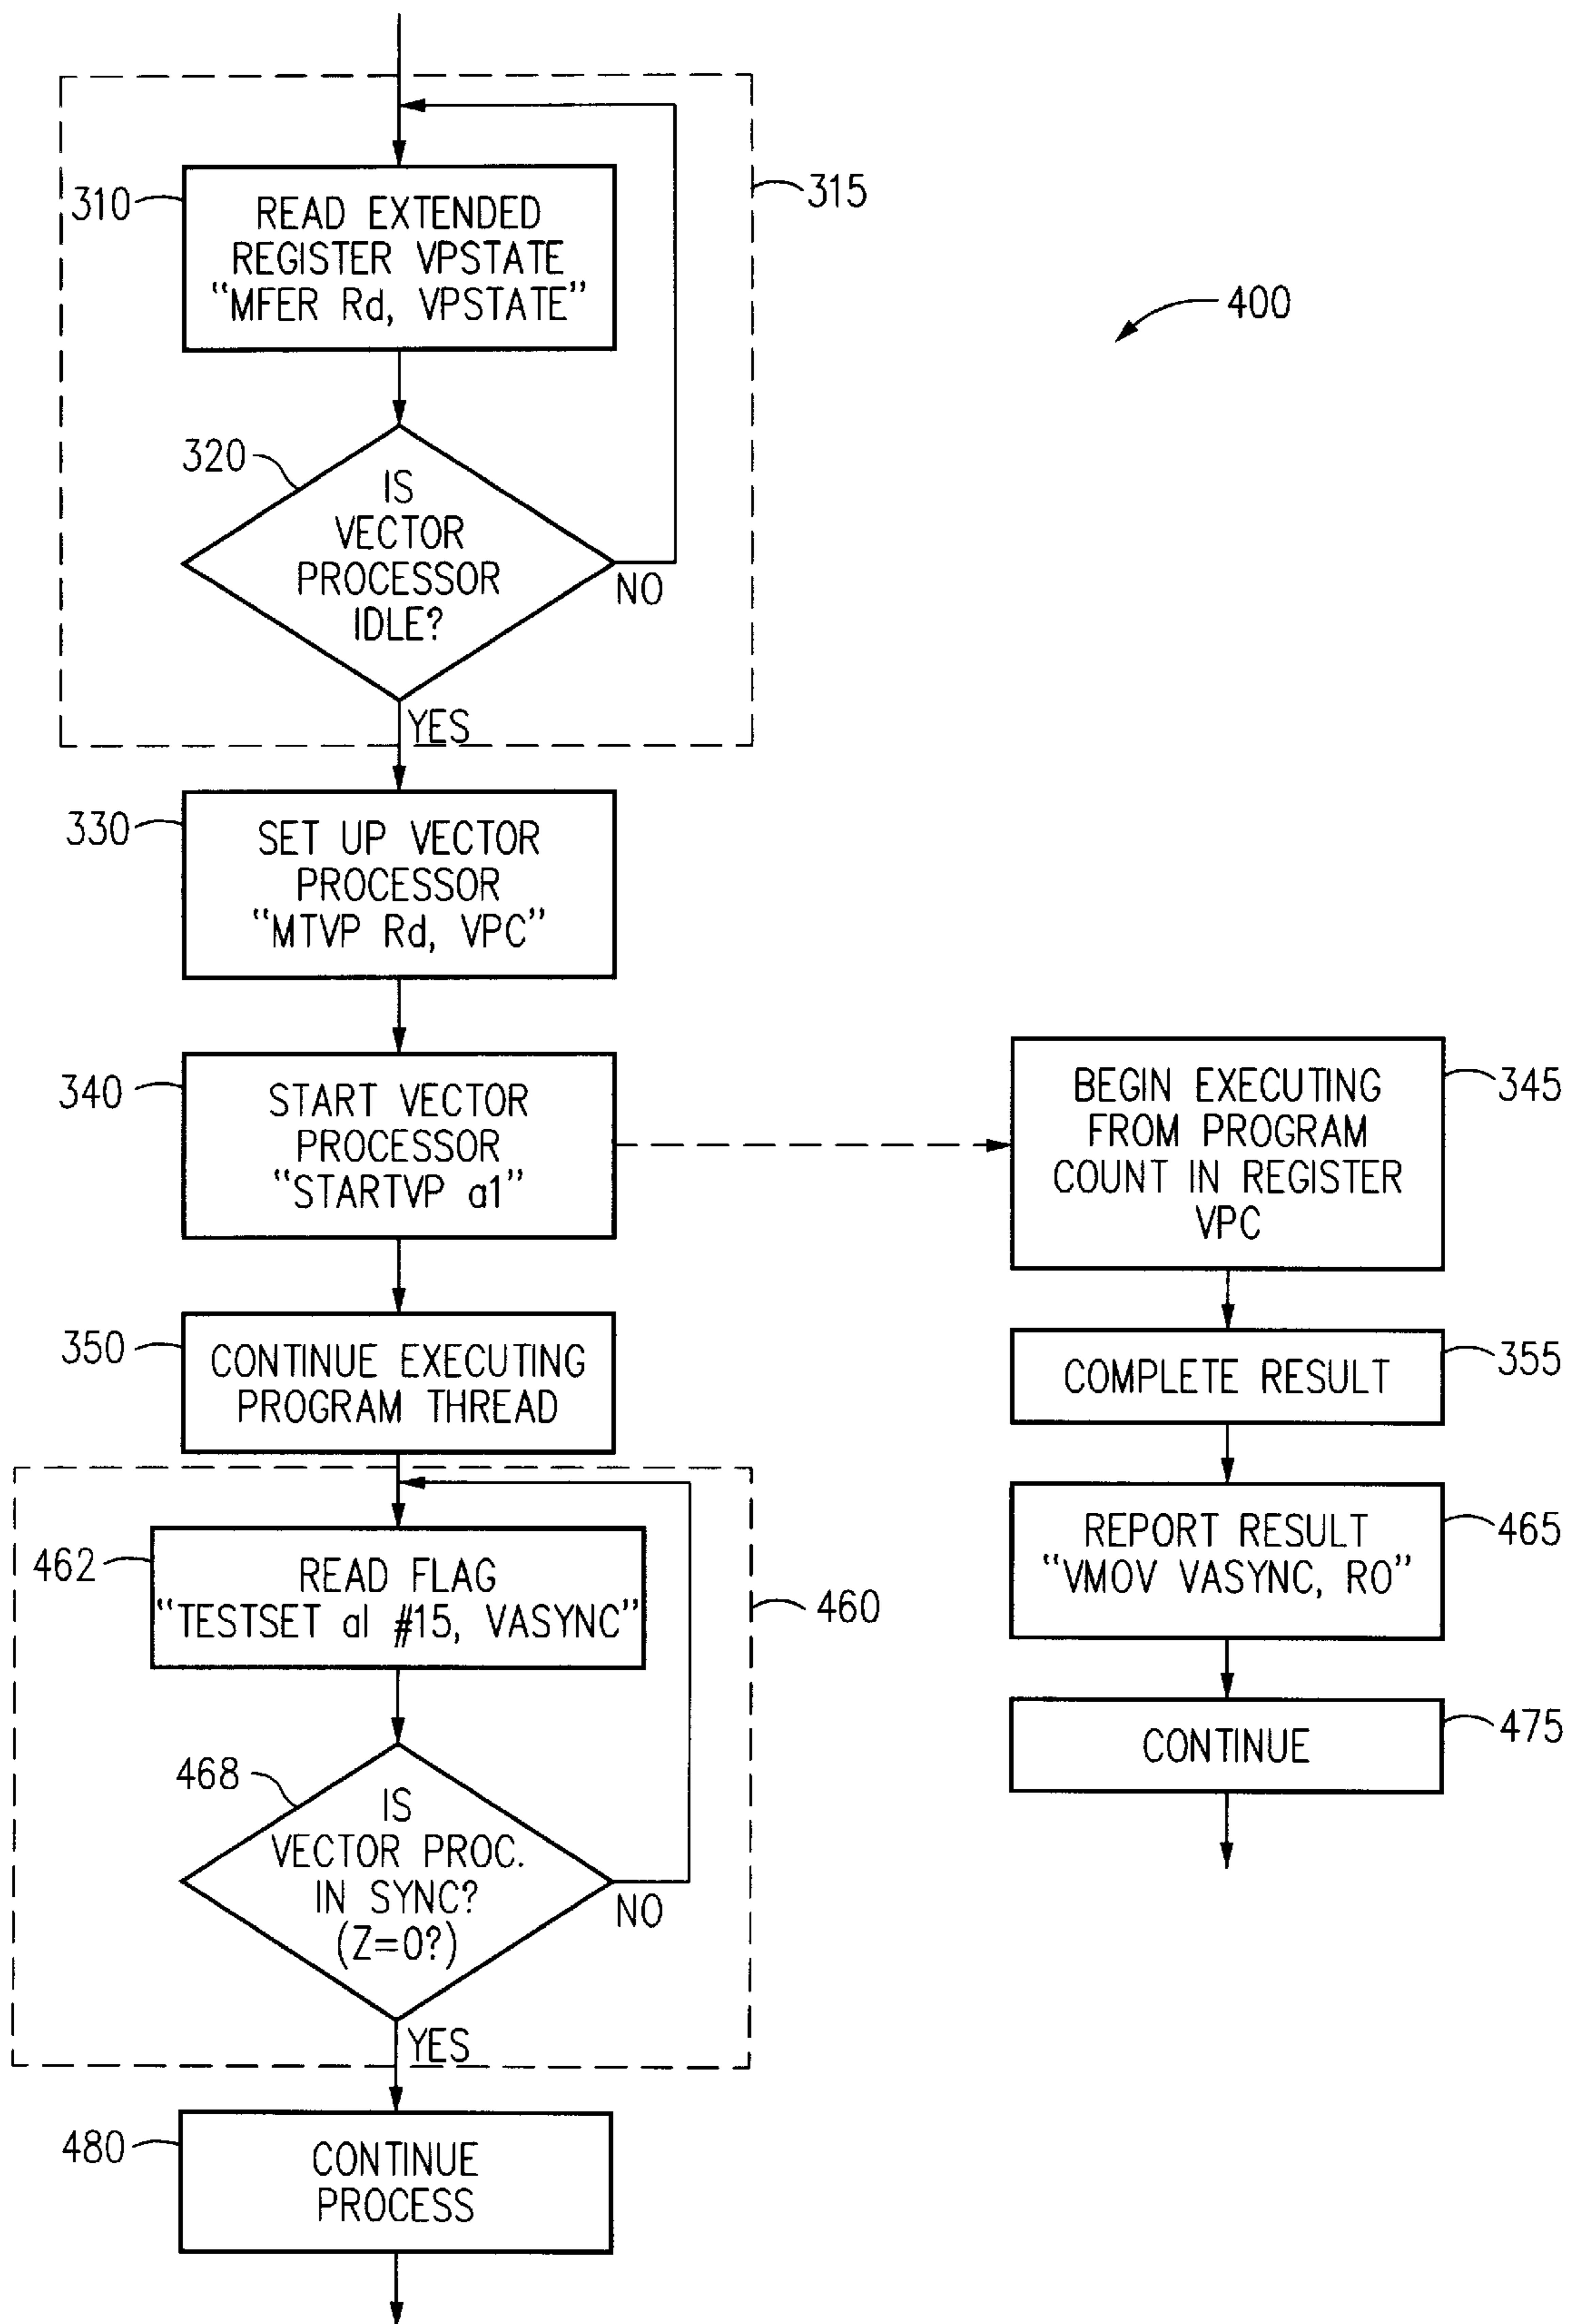 310
READ EXTENDED
REGISTER VPSTATE
“MFER Rd, VPSTATE”
315
400
320
IS
VECTOR
PROCESSOR
IDLE?
NO
YES
330
SET UP VECTOR
PROCESSOR
“MTVP Rd, VPC”
340
START VECTOR
PROCESSOR
“STARTVP a1”
345
BEGIN EXECUTING
FROM PROGRAM
COUNT IN REGISTER
VPC
350
CONTINUE EXECUTING
PROGRAM THREAD
355
COMPLETE RESULT
462
READ FLAG
“TESTSET al #15, VASYNC”
460
465
REPORT RESULT
“VMOV VASYNC, R0”
468
IS
VECTOR PROC.
IN SYNC?
(Z=0?)
NO
YES
475
CONTINUE
480
CONTINUE
PROCESS